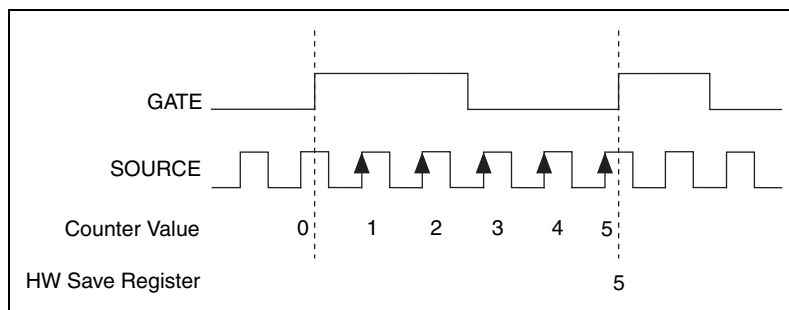 GATE
SOURCE
Counter Value 0 1 2 3 4 5
HW Save Register 5